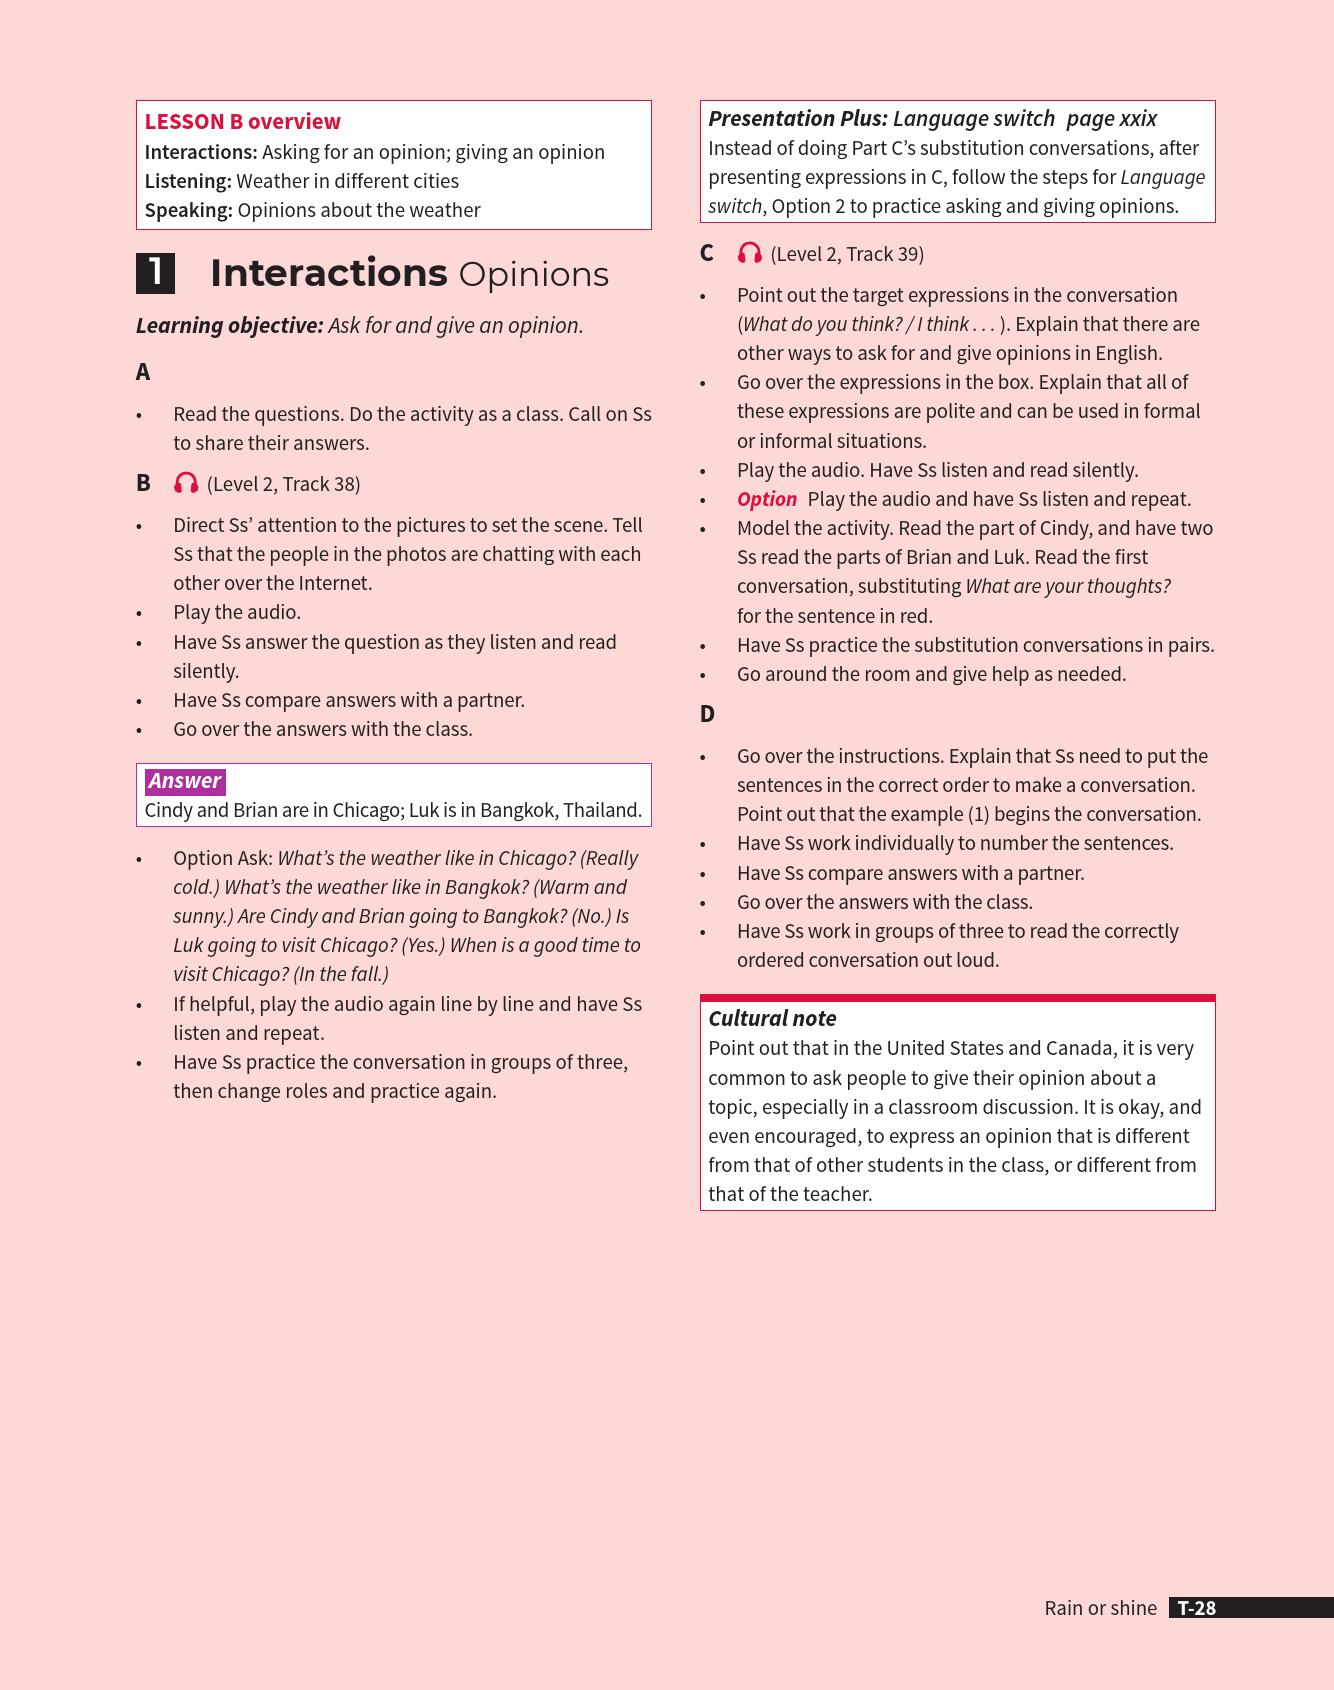 LESSON B overview
Interactions: Asking for an opinion; giving an opinion
Listening: Weather in different cities
Speaking: Opinions about the weather
1 Interactions Opinions
Learning objective: Ask for and give an opinion.
A
• Read the questions. Do the activity as a class. Call on Ss
to share their answers.
B (Level 2, Track 38)
• Direct Ss’ attention to the pictures to set the scene. Tell
Ss that the people in the photos are chatting with each
other over the Internet.
• Play the audio.
• Have Ss answer the question as they listen and read
silently.
• Have Ss compare answers with a partner.
• Go over the answers with the class.
Answer
Cindy and Brian are in Chicago; Luk is in Bangkok, Thailand.
• Option Ask: What’s the weather like in Chicago? (Really
cold.) What’s the weather like in Bangkok? (Warm and
sunny.) Are Cindy and Brian going to Bangkok? (No.) Is
Luk going to visit Chicago? (Yes.) When is a good time to
visit Chicago? (In the fall.)
• If helpful, play the audio again line by line and have Ss
listen and repeat.
• Have Ss practice the conversation in groups of three,
then change roles and practice again.
Presentation Plus: Language switch page xxix
Instead of doing Part C’s substitution conversations, after
presenting expressions in C, follow the steps for Language
switch, Option 2 to practice asking and giving opinions.
C (Level 2, Track 39)
• Point out the target expressions in the conversation
(What do you think? / I think . . . ). Explain that there are
other ways to ask for and give opinions in English.
• Go over the expressions in the box. Explain that all of
these expressions are polite and can be used in formal
or informal situations.
• Play the audio. Have Ss listen and read silently.
• Option Play the audio and have Ss listen and repeat.
• Model the activity. Read the part of Cindy, and have two
Ss read the parts of Brian and Luk. Read the first
conversation, substituting What are your thoughts?
for the sentence in red.
• Have Ss practice the substitution conversations in pairs.
• Go around the room and give help as needed.
D
• Go over the instructions. Explain that Ss need to put the
sentences in the correct order to make a conversation.
Point out that the example (1) begins the conversation.
• Have Ss work individually to number the sentences.
• Have Ss compare answers with a partner.
• Go over the answers with the class.
• Have Ss work in groups of three to read the correctly
ordered conversation out loud.
Cultural note
Point out that in the United States and Canada, it is very
common to ask people to give their opinion about a
topic, especially in a classroom discussion. It is okay, and
even encouraged, to express an opinion that is different
from that of other students in the class, or different from
that of the teacher.
Rain or shine T-28